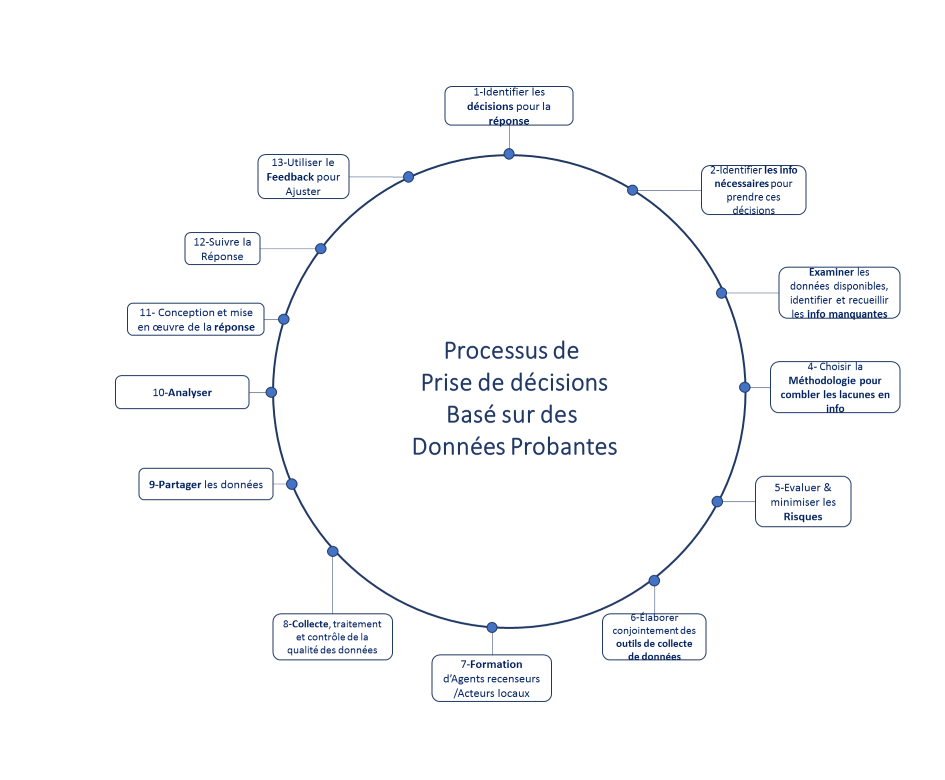 1-Identifier les
décisions pour la
réponse
2-Identifier les info
nécessaires pour
prendre ces
décisions
Examiner les
données disponibles,
identifier et recueillir
les info manquantes
4- Choisir la
Méthodologie pour
combler les lacunes en
info
5-Evaluer &
minimiser les
Risques
6-Élaborer
conjointement des
outils de collecte
de données
7-Formation
d'Agents recenseurs
/Acteurs locaux
8-Collecte, traitement
et contrôle de la
qualité des données
9-Partager les données
10-Analyser
11- Conception et mise
en œuvre de la réponse
12-Suivre la
Réponse
13-Utiliser le
Feedback pour
Ajuster
Processus de
Prise de décisions
Basé sur des
Données Probantes